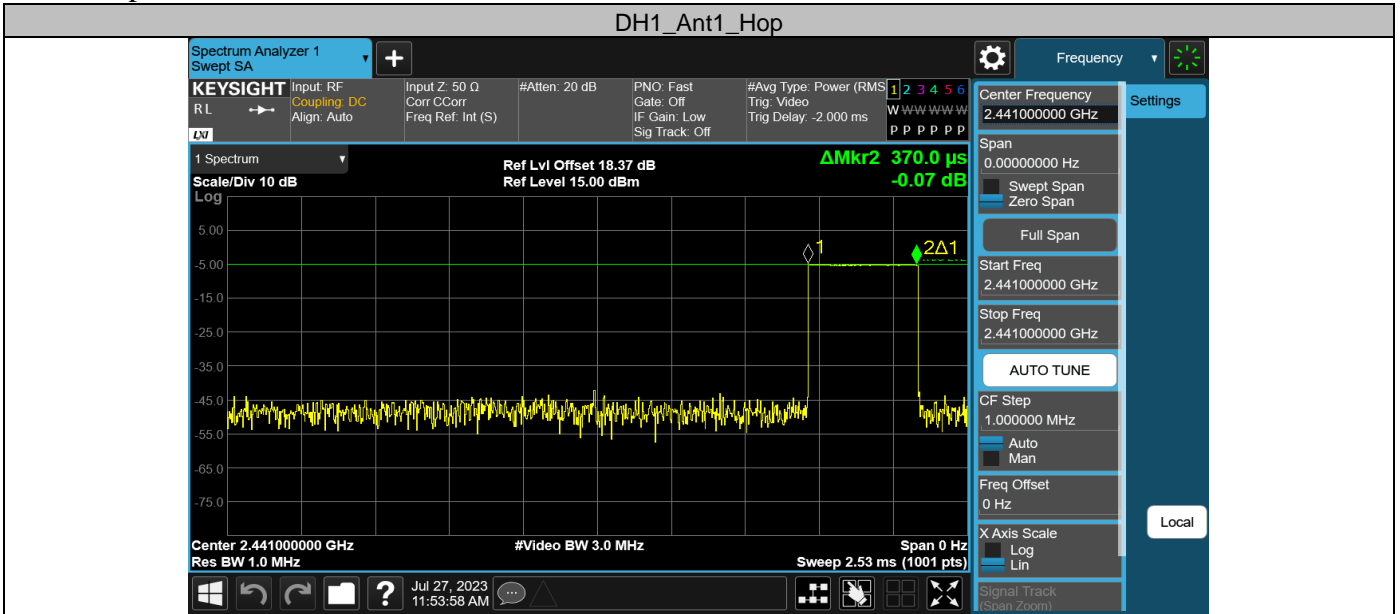 DH1_Ant1_Hop
Spectrum Analyzer 1
Swept SA
Frequency
KEYSIGHT
RL
LXI
Input: RF
Coupling: DC
Align: Auto
Input Z: 50 Ω
Corr CCorr
Freq Ref: Int (S)
#Atten: 20 dB
PNO: Fast
Gate: Off
IF Gain: Low
Sig Track: Off
#Avg Type: Power (RMS
Trig: Video
Trig Delay: -2.000 ms
1 2 3 4 5 6
W W W W W W
P P P P P P
1 Spectrum
Scale/Div 10 dB
Log
Ref Lvl Offset 18.37 dB
Ref Level 15.00 dBm
ΔMkr2 370.0 µs
-0.07 dB
5.00
-5.00
-15.0
-25.0
-35.0
-45.0
-55.0
-65.0
-75.0
1
2Δ1
Center 2.441000000 GHz
Res BW 1.0 MHz
#Video BW 3.0 MHz
Span 0 Hz
Sweep 2.53 ms (1001 pts)
Center Frequency
2.441000000 GHz
Settings
Span
0.00000000 Hz
Swept Span
Zero Span
Full Span
Start Freq
2.441000000 GHz
Stop Freq
2.441000000 GHz
AUTO TUNE
CF Step
1.000000 MHz
Auto
Man
Freq Offset
0 Hz
X Axis Scale
Log
Lin
Local
Signal Track
(Span Zoom)
?
Jul 27, 2023
11:53:58 AM